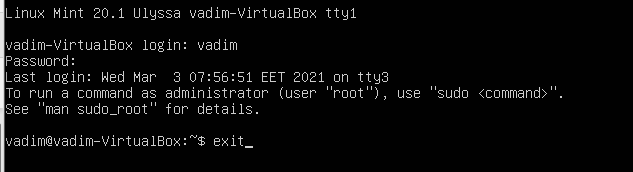 Linux Mint 20.1 Ulyssa vadim-VirtualBox tty1
vadim-VirtualBox login: vadim
Password:
Last login: Wed Mar  3 07:56:51 EET 2021 on tty3
To run a command as administrator (user "root"), use "sudo <command>".
See "man sudo_root" for details.
vadim@vadim-VirtualBox:~$ exit_